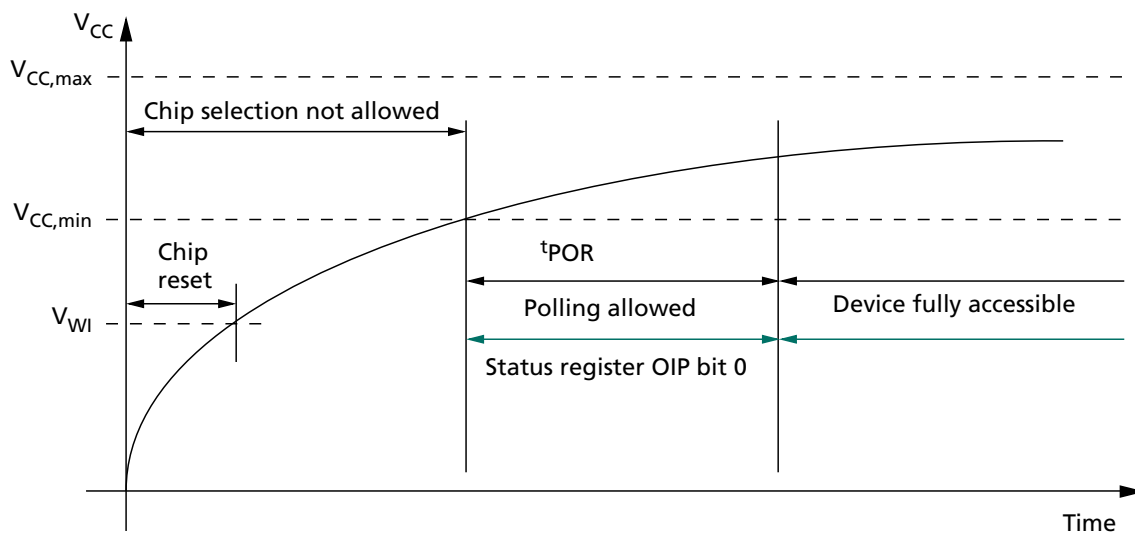 VCC
VCC,max
Chip selection not allowed
VCC,min
Chip
reset
tPOR
Polling allowed
Device fully accessible
VWI
Status register OIP bit 0
Time